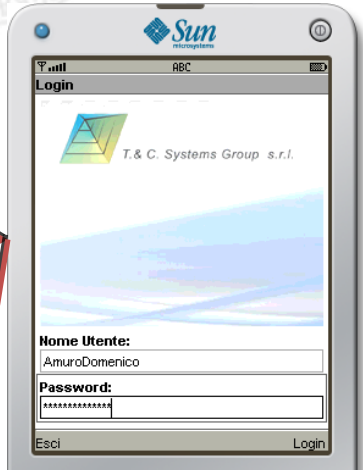 Sun
microsystems
ABC
Login
T.& C. Systems Group s.r.l.
Nome Utente:
AmuroDomenico
Password:
**************
Esci Login